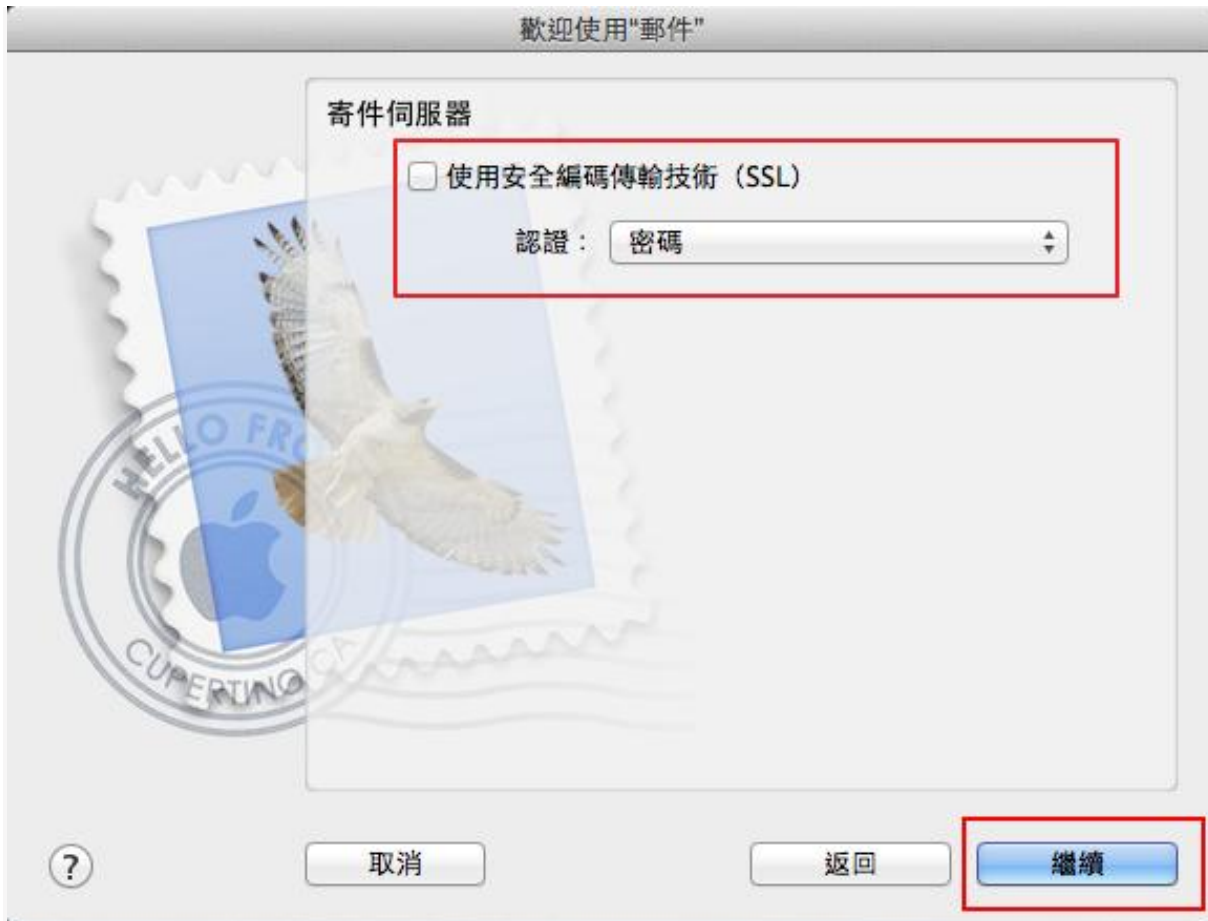 歡迎使用"郵件"
寄件伺服器
使用安全編碼傳輸技術（SSL）
認證： 密碼
HELLO FRO
CUPERTINO CA
? 取消 返回 繼續